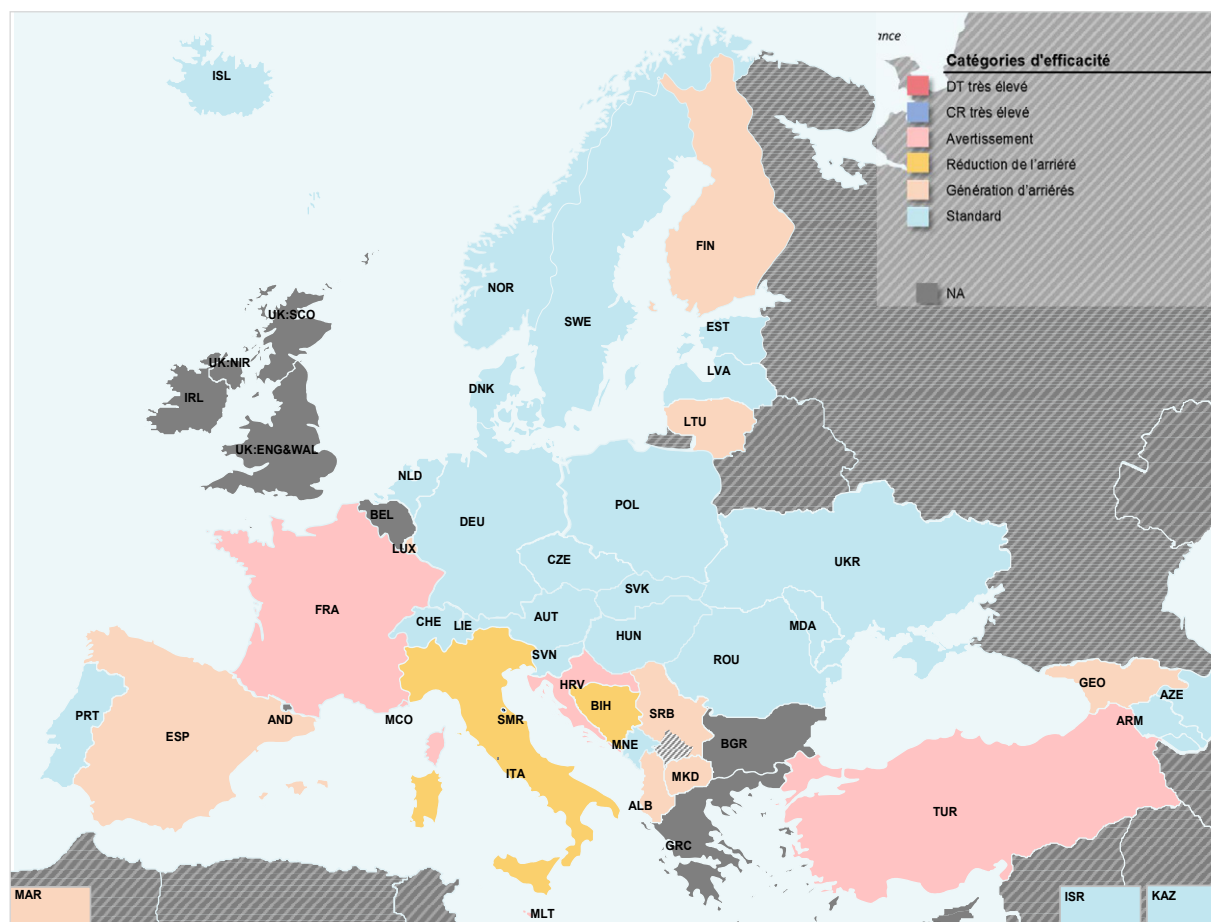 ance
Catégories d'efficacité
DT très élevé
CR très élevé
Avertissement
Réduction de l'arriéré
Génération d'arriérés
Standard
NA
ISL
FIN
NOR
UK:SCO
SWE
EST
UK:NIR
LVA
DNK
IRL
LTU
UK:ENG&WAL
NLD
POL
BEL
DEU
LUX
CZE
UKR
SVK
FRA
AUT
CHE
LIE
MDA
HUN
SVN
ROU
GEO
HRV
AZE
BIH
PRT
SRB
AND
MCO
SMR
ARM
ESP
MNE
BGR
ITA
MKD
ALB
TUR
GRC
MAR
ISR
KAZ
MLT